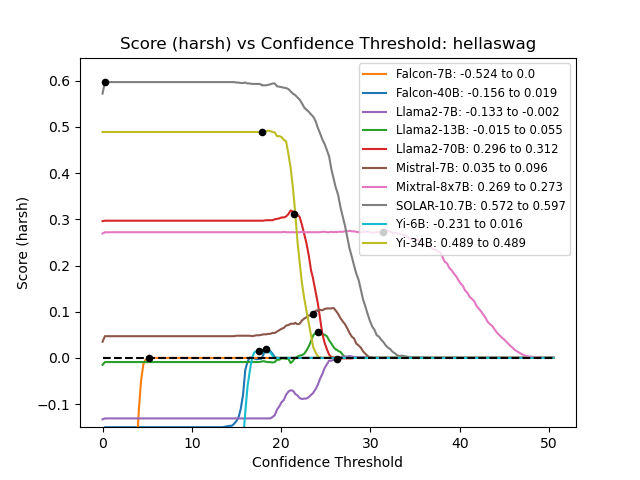 Score (harsh) vs Confidence Threshold: hellaswag
Score (harsh)
0.6
0.5
0.4
0.3
0.2
0.1
0.0
−0.1
Falcon-7B: -0.524 to 0.0
Falcon-40B: -0.156 to 0.019
Llama2-7B: -0.133 to -0.002
Llama2-13B: -0.015 to 0.055
Llama2-70B: 0.296 to 0.312
Mistral-7B: 0.035 to 0.096
Mixtral-8x7B: 0.269 to 0.273
SOLAR-10.7B: 0.572 to 0.597
Yi-6B: -0.231 to 0.016
Yi-34B: 0.489 to 0.489
0 10 20 30 40 50
Confidence Threshold